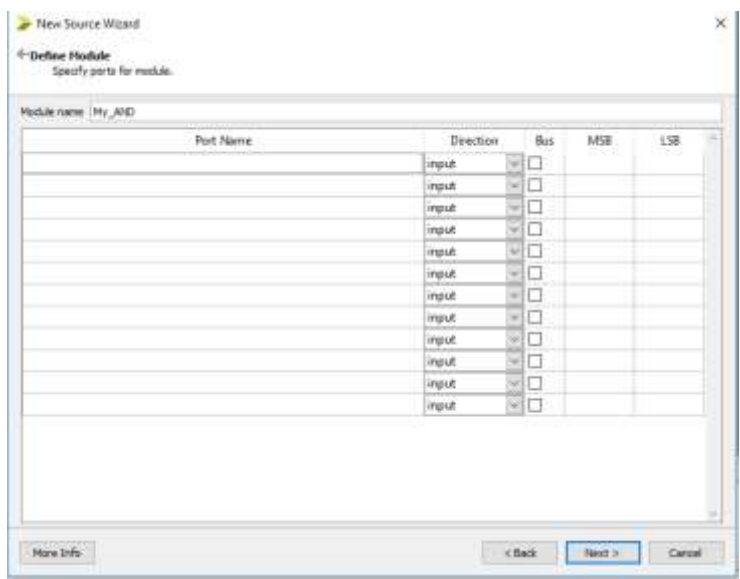 New Source Wizard
Define Module
Specify ports for module.
Module name My_AND
Port Name Direction Bus MSB LSB
input
input
input
input
input
input
input
input
input
input
input
input
More Info < Back Next > Cancel